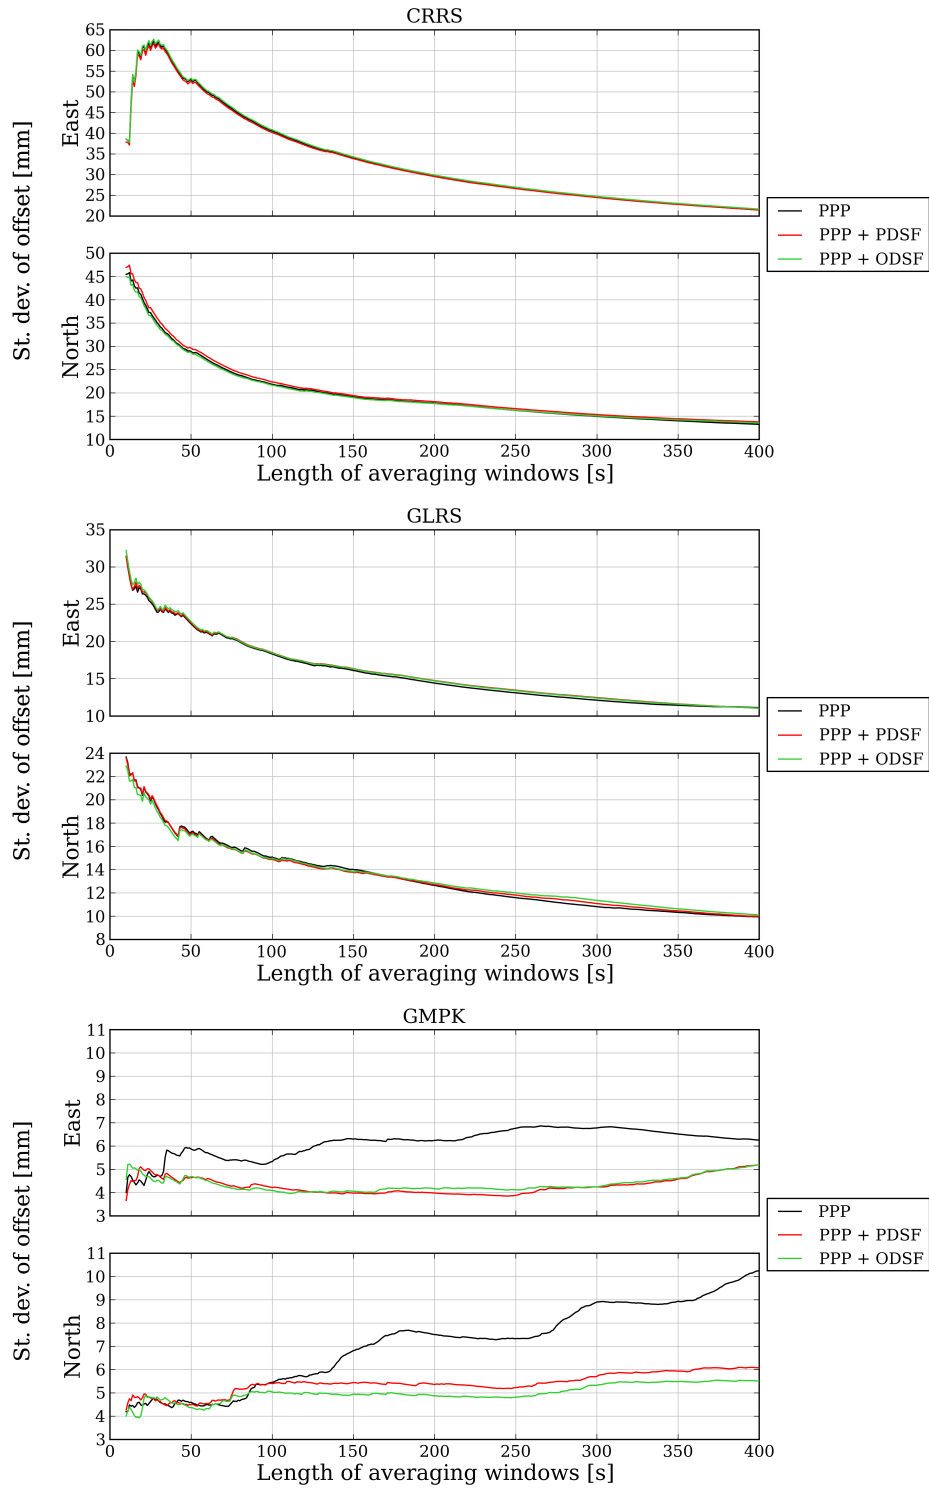 CRRS
65
60
55
50
45
40
35
30
25
20
East
50
45
40
35
30
25
20
15
10
North
St. dev. of offset [mm]
0 50 100 150 200 250 300 350 400
Length of averaging windows [s]
PPP
PPP + PDSF
PPP + ODSF
GLRS
35
30
25
20
15
10
East
24
22
20
18
16
14
12
10
8
North
St. dev. of offset [mm]
0 50 100 150 200 250 300 350 400
Length of averaging windows [s]
PPP
PPP + PDSF
PPP + ODSF
GMPK
11
10
9
8
7
6
5
4
3
East
11
10
9
8
7
6
5
4
3
North
St. dev. of offset [mm]
0 50 100 150 200 250 300 350 400
Length of averaging windows [s]
PPP
PPP + PDSF
PPP + ODSF